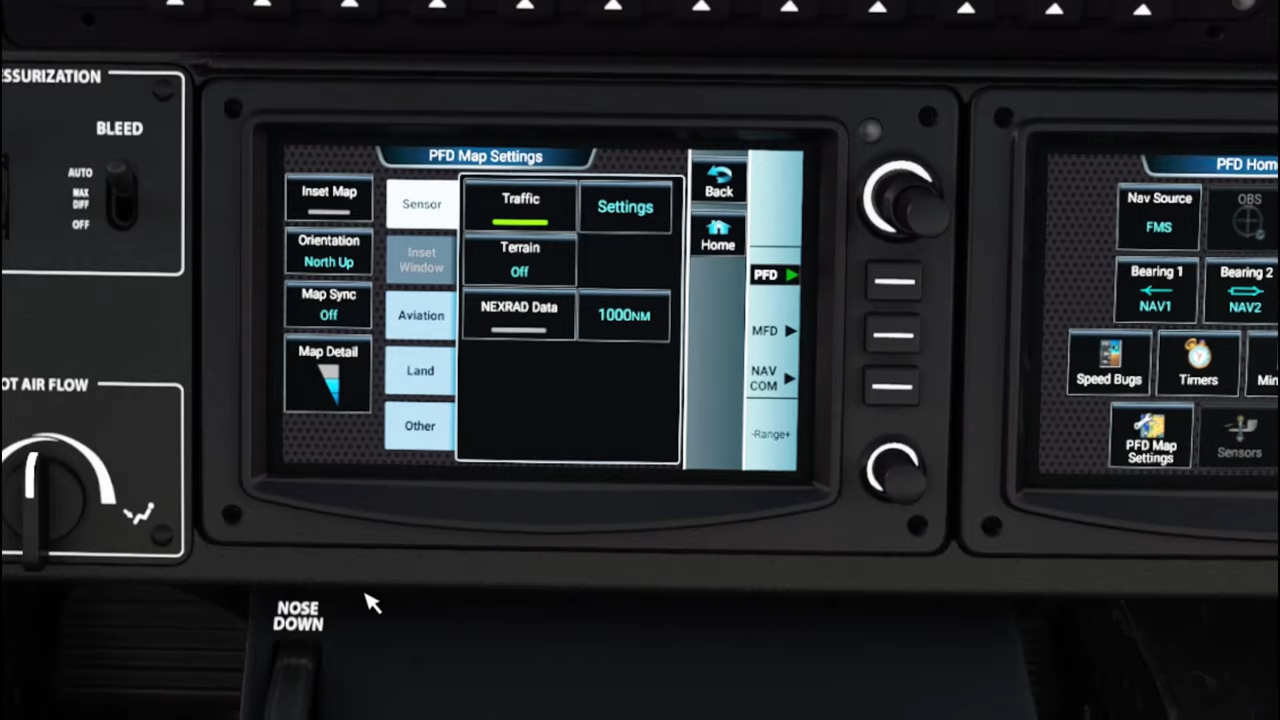 ESSURIZATION
BLEED
AUTO
MAX
DIFF
OFF
OT AIR FLOW
PFD Map Settings
Inset Map
Orientation
North Up
Map Sync
Off
Map Detail
Sensor
Inset
Window
Aviation
Land
Other
Traffic
Settings
Terrain
Off
NEXRAD Data
1000NM
Back
Home
PFD
MFD
NAV
COM
-Range+
PFD Hom
Nav Source
FMS
OBS
Bearing 1
NAV1
Bearing 2
NAV2
Speed Bugs
Timers
Min
PFD Map
Settings
Sensors
NOSE
DOWN